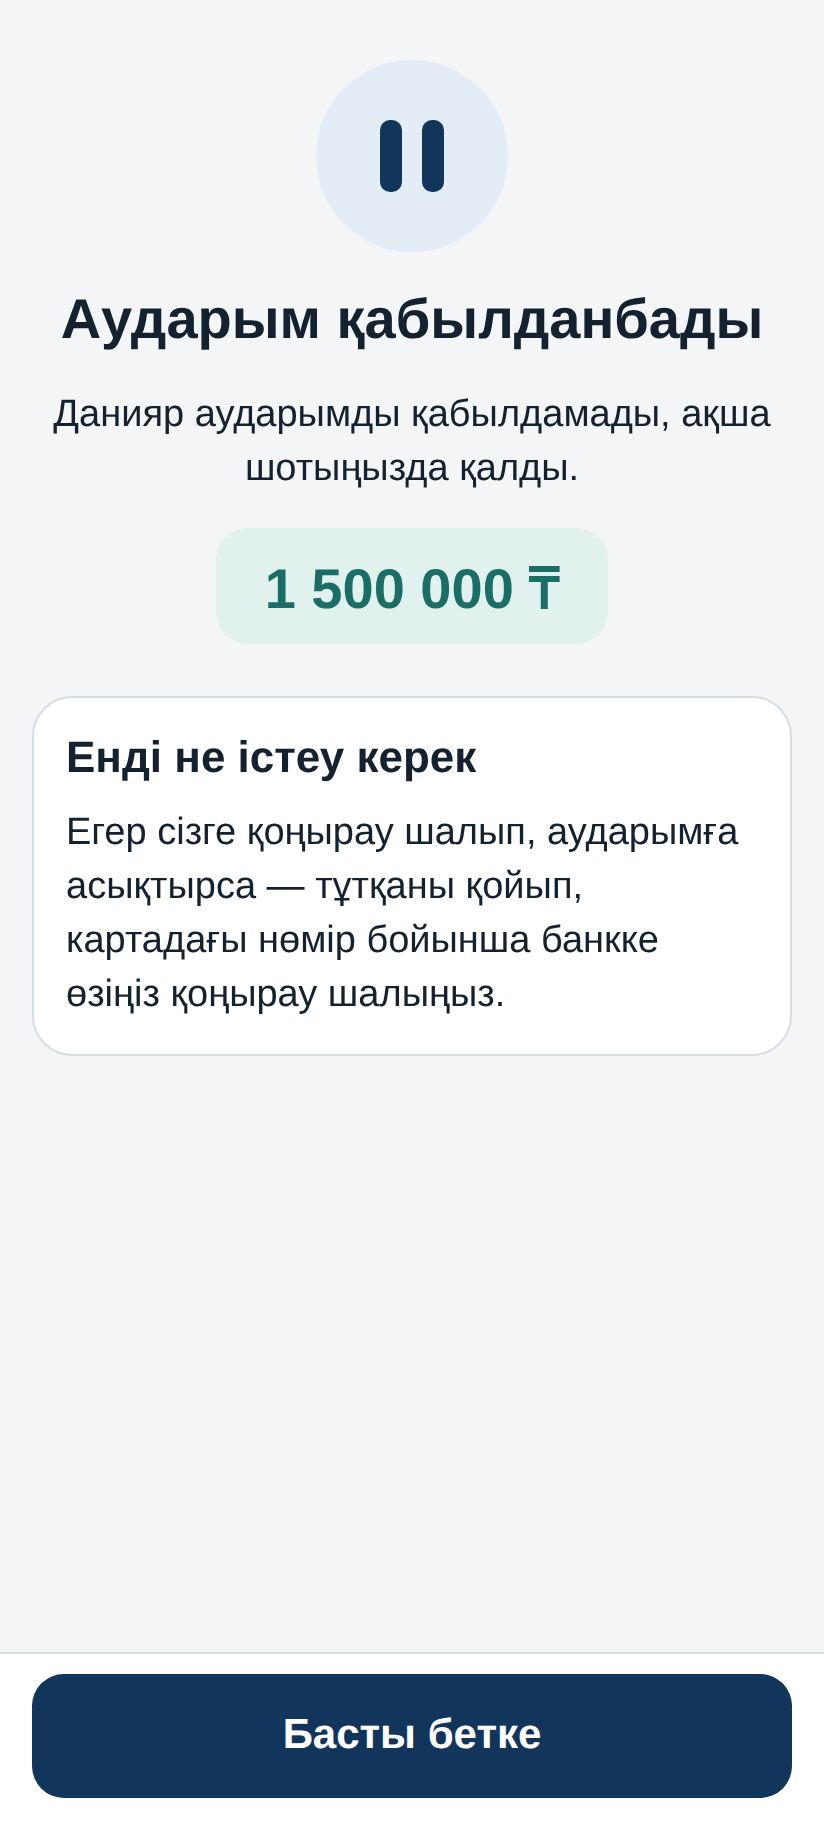 Аударым қабылданбады
Данияр аударымды қабылдамады, ақша
шотыңызда қалды.
1 500 000 ₸
Енді не істеу керек
Егер сізге қоңырау шалып, аударымға
асықтырса — тұтқаны қойып,
картадағы нөмір бойынша банкке
өзіңіз қоңырау шалыңыз.
Басты бетке